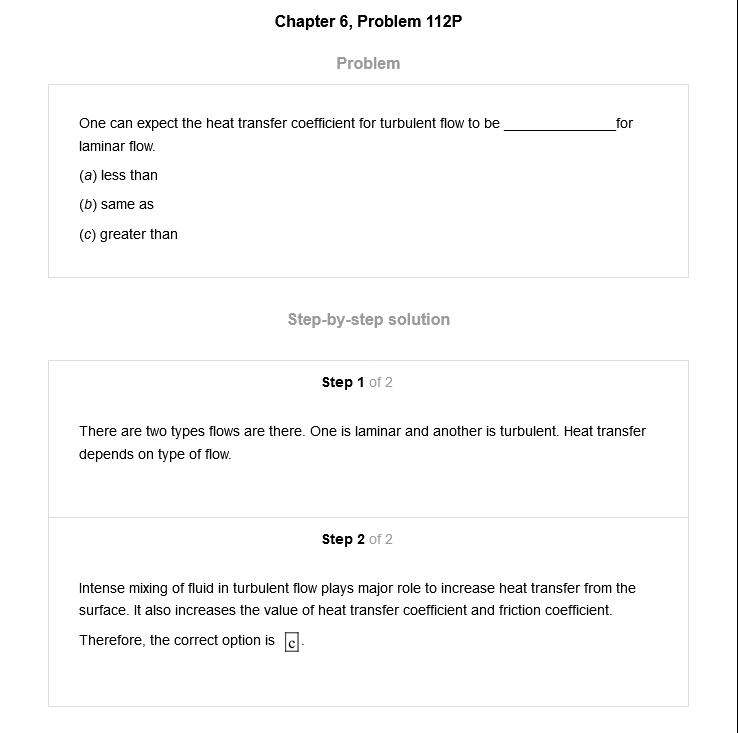 Chapter 6, Problem 112P
Problem
One can expect the heat transfer coefficient for turbulent flow to be ______________for
laminar flow.
(a) less than
(b) same as
(c) greater than
Step-by-step solution
Step 1 of 2
There are two types flows are there. One is laminar and another is turbulent. Heat transfer
depends on type of flow.
Step 2 of 2
Intense mixing of fluid in turbulent flow plays major role to increase heat transfer from the
surface. It also increases the value of heat transfer coefficient and friction coefficient.
Therefore, the correct option is c.